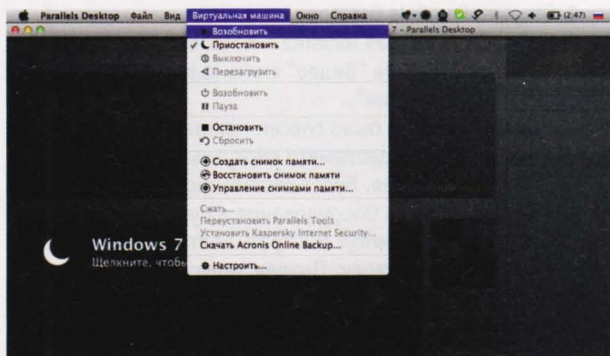 Parallels Desktop Файл Вид Виртуальная машина Окно Справка (2:47)
7 - Parallels Desktop
Возобновить
Приостановить
Выключить
Перезагрузить
Возобновить
Пауза
Остановить
Сбросить
Создать снимок памяти...
Восстановить снимок памяти
Управление снимками памяти...
Сжать...
Переустановить Parallels Tools
Установить Kaspersky Internet Security...
Скачать Acronis Online Backup...
Настроить...
Windows 7
Щелкните, чтобы